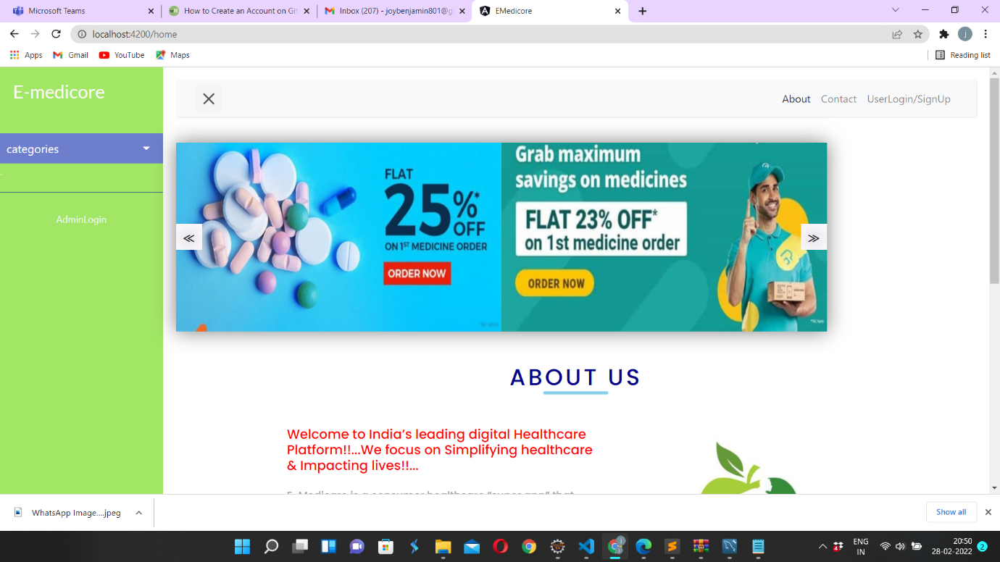 Microsoft Teams
How to Create an Account on Git
Inbox (207) - joybenjamin801@g
EMedicore
localhost:4200/home
j
Apps
Gmail
YouTube
Maps
Reading list
E-medicore
About
Contact
UserLogin/SignUp
categories
AdminLogin
FLAT
25%*
OFF
ON 1ST MEDICINE ORDER
ORDER NOW
Grab maximum
savings on medicines
FLAT 23% OFF*
on 1st medicine order
ORDER NOW
ABOUT US
Welcome to India’s leading digital Healthcare
Platform!!...We focus on Simplifying healthcare
& Impacting lives!!...
WhatsApp Image....jpeg
Show all
ENG
IN
20:50
28-02-2022
2